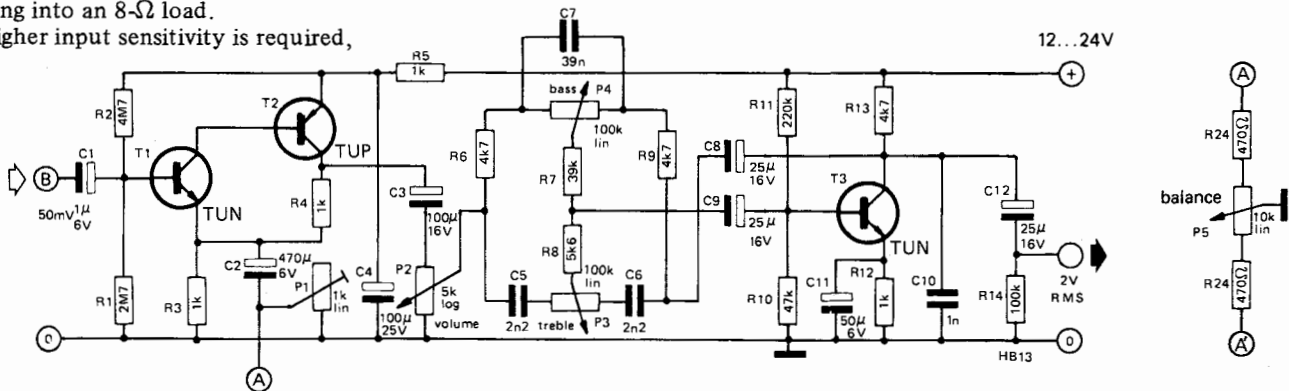 ng into an 8-Ω load.
igher input sensitivity is required,
12...24V
C7
39n
R5
1k
bass
P4
100k
lin
R2
4M7
T2
TUP
T1
TUN
C1
B
50mV
1µ
6V
R6
4k7
R7
39k
R9
4k7
R11
220k
R13
4k7
C8
25µ
16V
C9
25µ
16V
T3
TUN
C12
25µ
16V
C3
100µ
16V
R4
1k
C2
470µ
6V
P1
1k
lin
C4
100µ
25V
P2
5k
log
volume
R8
5k6
100k
lin
C5
2n2
C6
2n2
treble
P3
R1
2M7
R3
1k
R10
47k
C11
50µ
6V
R12
1k
C10
1n
R14
100k
2V
RMS
HB13
+
0
0
A
A
R24
470Ω
balance
P5
10k
lin
R24
470Ω
A'